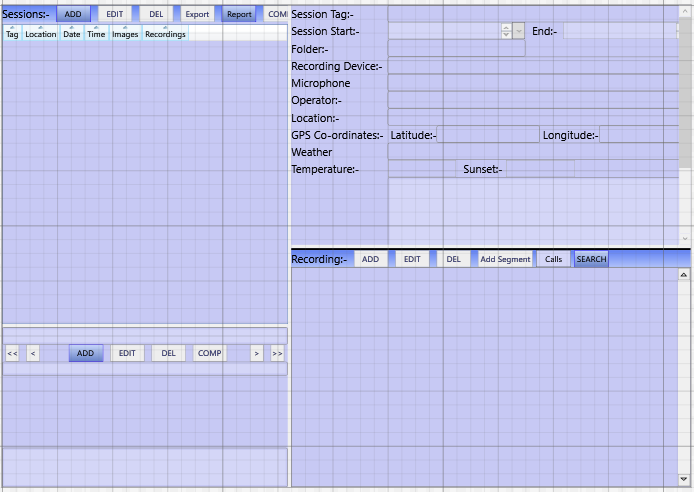 Sessions:- ADD EDIT DEL Export Report COM
Tag Location Date Time Images Recordings
Session Tag:-
Session Start:- End:-
Folder:-
Recording Device:-
Microphone
Operator:-
Location:-
GPS Co-ordinates:- Latitude:- Longitude:-
Weather
Temperature:- Sunset:-
Recording:- ADD EDIT DEL Add Segment Calls SEARCH
<< < ADD EDIT DEL COMP > >>